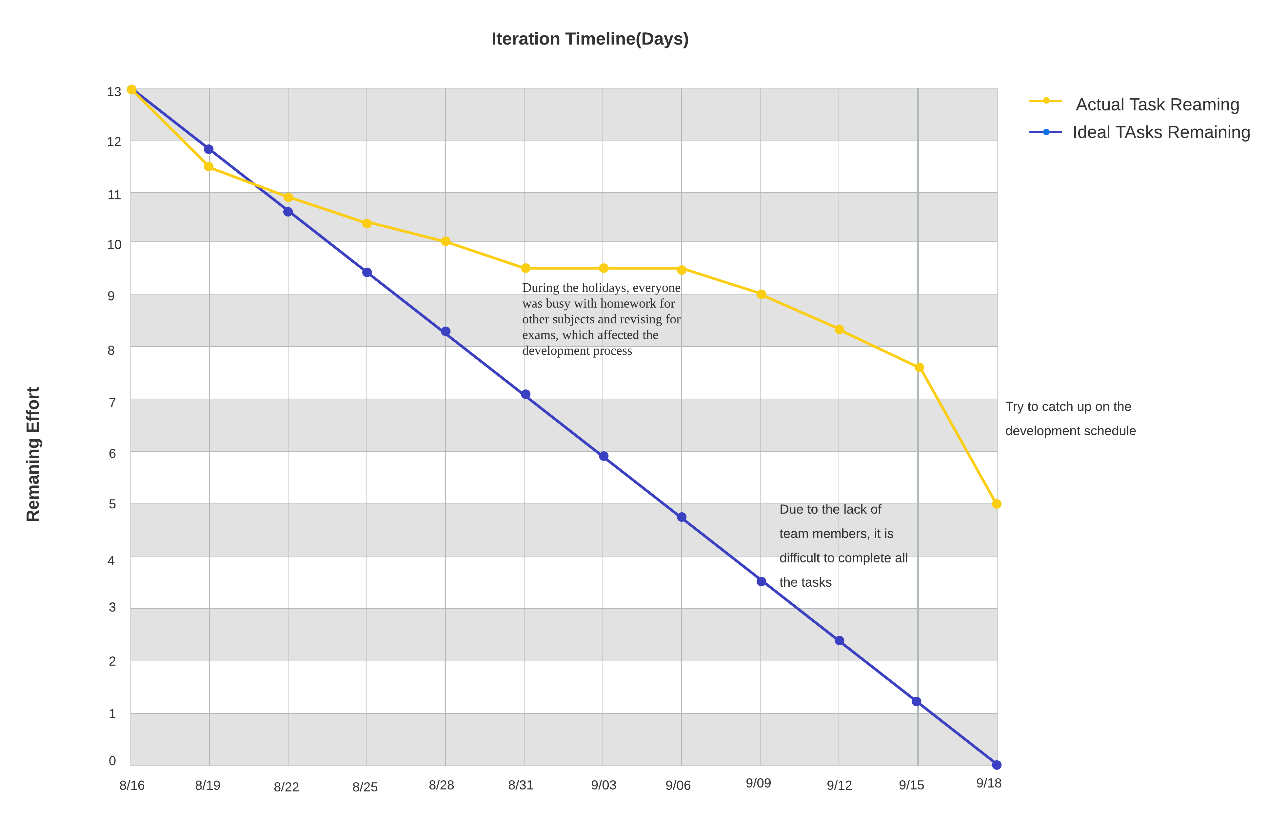 Iteration Timeline(Days)
Actual Task Reaming
Ideal TAsks Remaining
Remaning Effort
13
12
11
10
9
8
7
6
5
4
3
2
1
0
During the holidays, everyone
was busy with homework for
other subjects and revising for
exams, which affected the
development process
Try to catch up on the
development schedule
Due to the lack of
team members, it is
difficult to complete all
the tasks
8/16 8/19 8/22 8/25 8/28 8/31 9/03 9/06 9/09 9/12 9/15 9/18